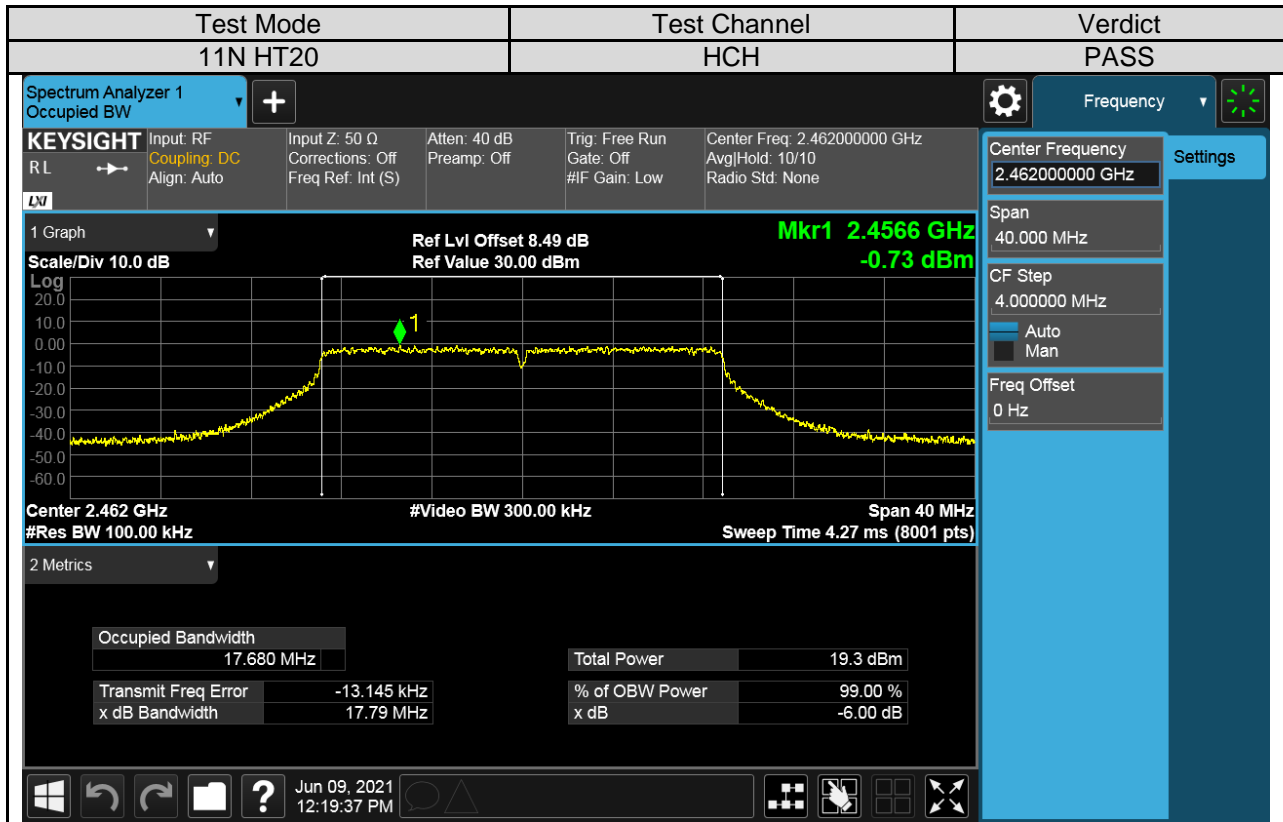 Test Mode Test Channel Verdict
11N HT20 HCH PASS
Spectrum Analyzer 1
Occupied BW
+
Frequency
KEYSIGHT Input: RF Input Z: 50 Ω Atten: 40 dB Trig: Free Run Center Freq: 2.462000000 GHz
RL Coupling: DC Corrections: Off Preamp: Off Gate: Off Avg|Hold: 10/10
Align: Auto Freq Ref: Int (S) #IF Gain: Low Radio Std: None
LXI
Center Frequency
2.462000000 GHz
Settings
Span
40.000 MHz
CF Step
4.000000 MHz
Auto
Man
Freq Offset
0 Hz
1 Graph Ref Lvl Offset 8.49 dB Mkr1 2.4566 GHz
Scale/Div 10.0 dB Ref Value 30.00 dBm -0.73 dBm
Log
20.0
10.0
1
0.00
-10.0
-20.0
-30.0
-40.0
-50.0
-60.0
Center 2.462 GHz #Video BW 300.00 kHz Span 40 MHz
#Res BW 100.00 kHz Sweep Time 4.27 ms (8001 pts)
2 Metrics
Occupied Bandwidth
17.680 MHz Total Power 19.3 dBm
Transmit Freq Error -13.145 kHz % of OBW Power 99.00 %
x dB Bandwidth 17.79 MHz x dB -6.00 dB
? Jun 09, 2021
12:19:37 PM